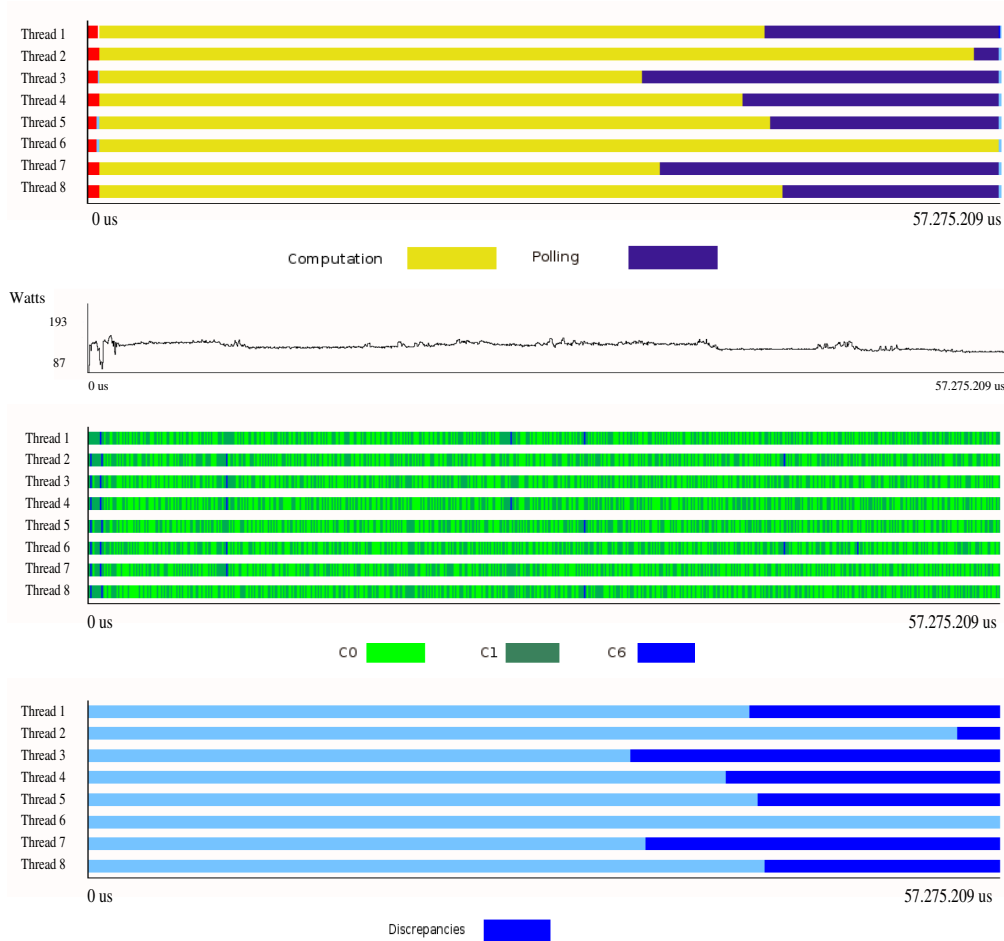 Thread 1
Thread 2
Thread 3
Thread 4
Thread 5
Thread 6
Thread 7
Thread 8
0 us 57.275.209 us
Computation Polling
Watts
193
87
0 us 57.275.209 us
Thread 1
Thread 2
Thread 3
Thread 4
Thread 5
Thread 6
Thread 7
Thread 8
0 us 57.275.209 us
C0 C1 C6
Thread 1
Thread 2
Thread 3
Thread 4
Thread 5
Thread 6
Thread 7
Thread 8
0 us 57.275.209 us
Discrepancies